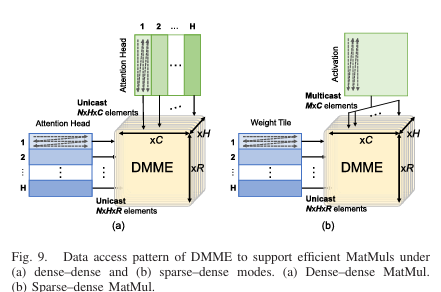 1 2 ... H
Attention Head
Unicast
NxHxC elements
Attention Head
xC
xH
DMME
xR
1
2
⋮
H
Unicast
NxHxR elements
(a)
Activation
Multicast
MxC elements
Weight Tile
xC
xH
DMME
xR
1
2
⋮
H
Unicast
NxHxR elements
(b)
Fig. 9. Data access pattern of DMME to support efficient MatMuls under
(a) dense–dense and (b) sparse–dense modes. (a) Dense–dense MatMul.
(b) Sparse–dense MatMul.